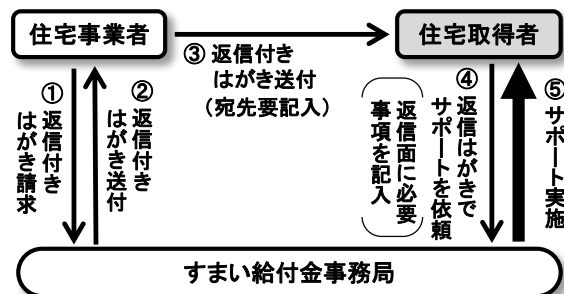 住宅事業者
住宅取得者
③ 返信付き
はがき送付
（宛先要記入）
①返信付き
はがき請求
②返信付き
はがき送付
返信面に必要
事項を記入
④返信はがきで
サポートを依頼
⑤サポート実施
すまい給付金事務局